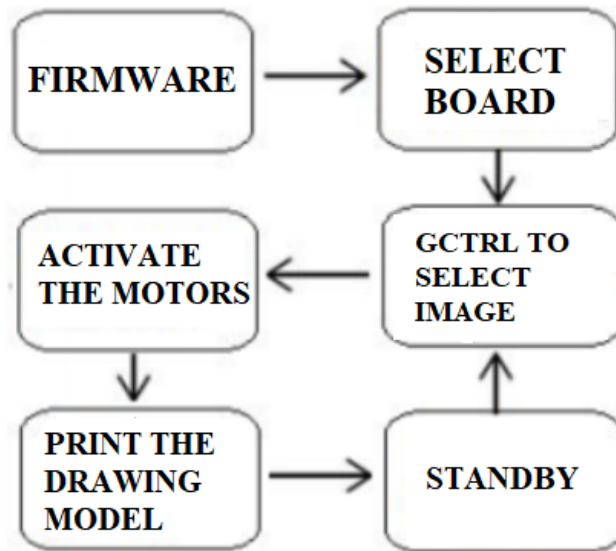 FIRMWARE
SELECT
BOARD
ACTIVATE
THE MOTORS
GCTRL TO
SELECT
IMAGE
PRINT THE
DRAWING
MODEL
STANDBY